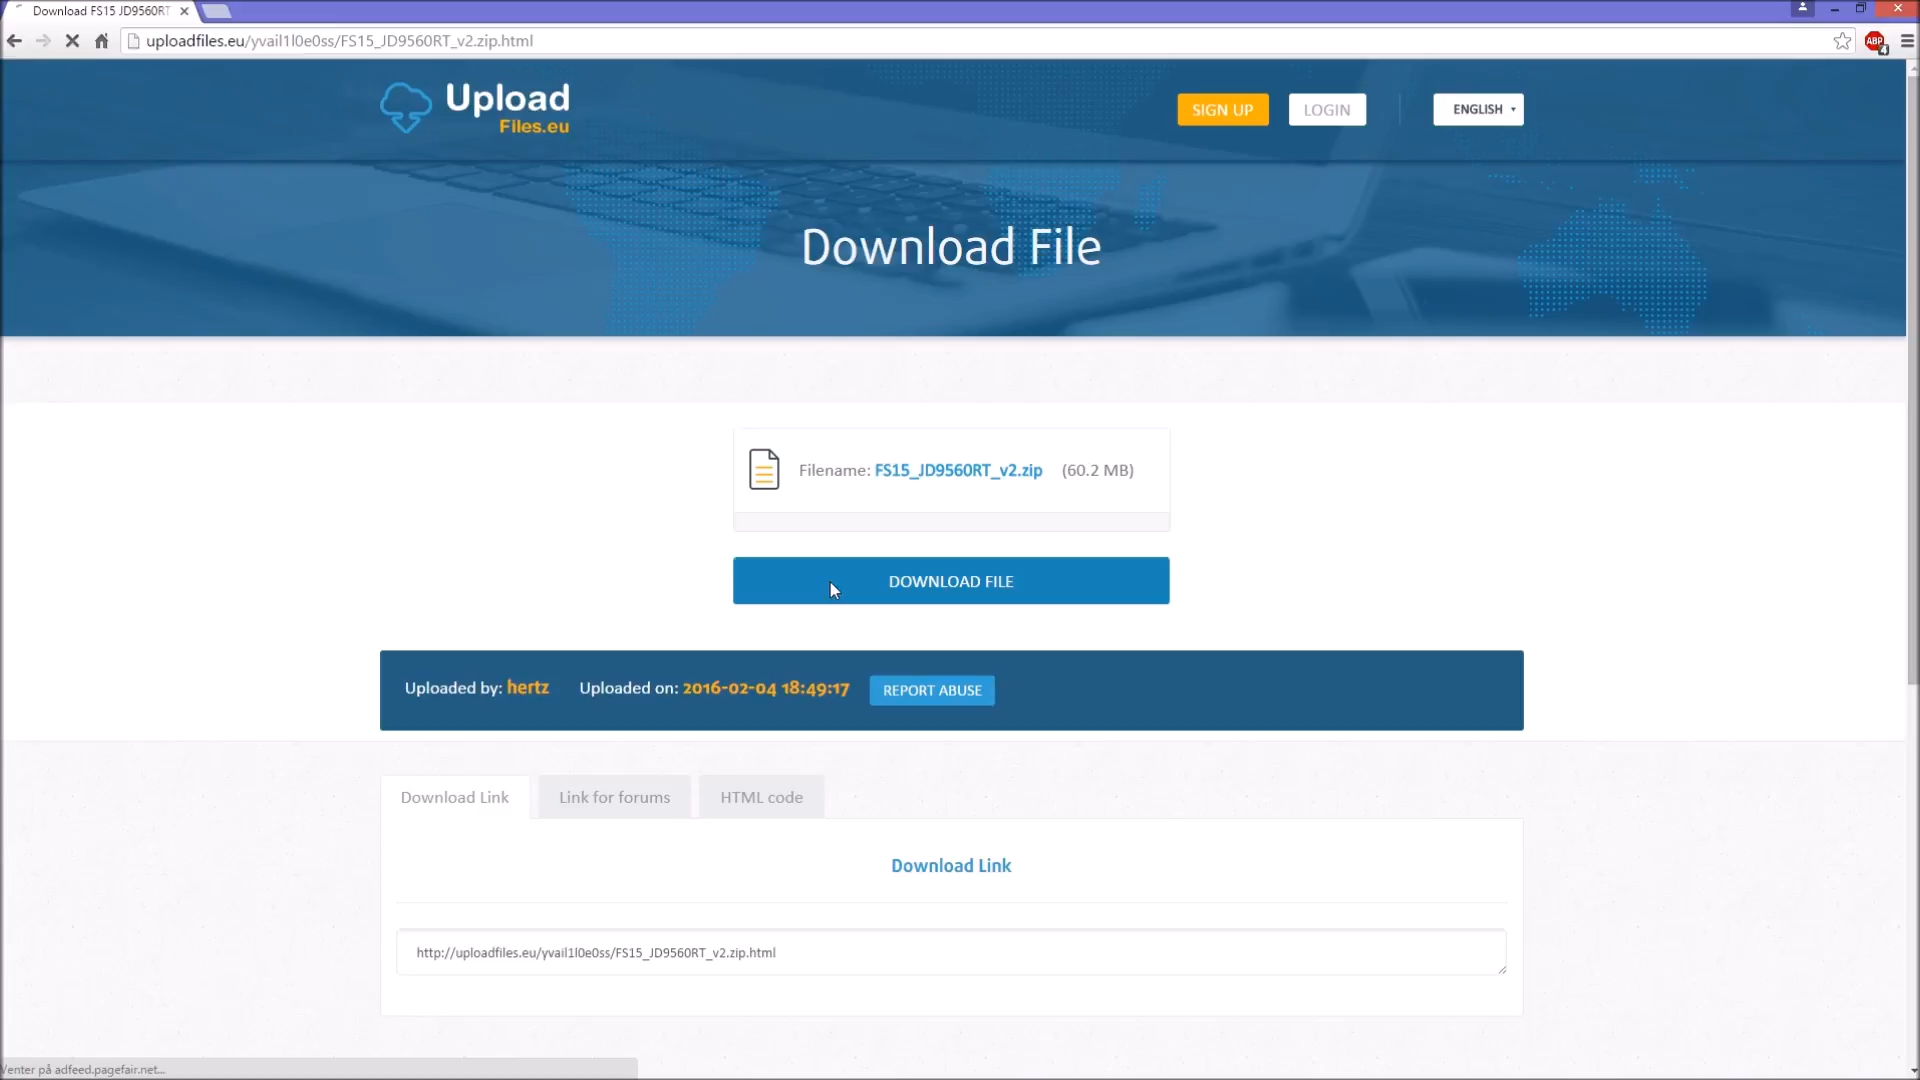 Download FS15 JD9560RT
uploadfiles.eu/yvail1l0e0ss/FS15_JD9560RT_v2.zip.html
ABP
4
Upload
Files.eu
SIGN UP
LOGIN
ENGLISH
Download File
Filename: FS15_JD9560RT_v2.zip (60.2 MB)
DOWNLOAD FILE
Uploaded by: hertz Uploaded on: 2016-02-04 18:49:17 REPORT ABUSE
Download Link Link for forums HTML code
Download Link
http://uploadfiles.eu/yvail1l0e0ss/FS15_JD9560RT_v2.zip.html
Venter på adfeed.pagefair.net...